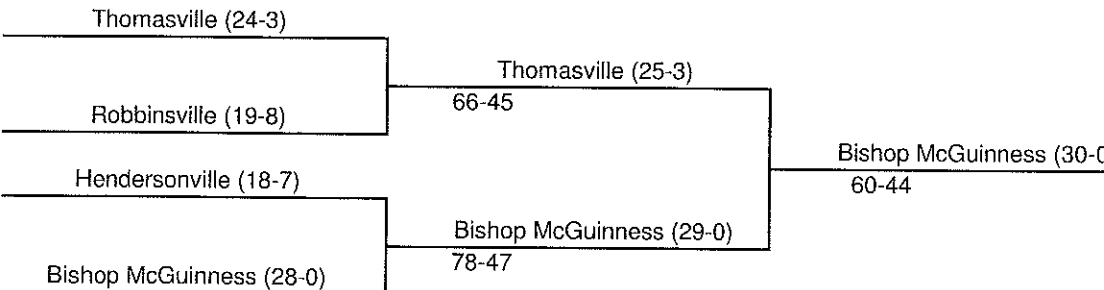 Thomasville (24-3)
Thomasville (25-3)
66-45
Robbinsville (19-8)
Bishop McGuinness (30-0
60-44
Hendersonville (18-7)
Bishop McGuinness (29-0)
78-47
Bishop McGuinness (28-0)